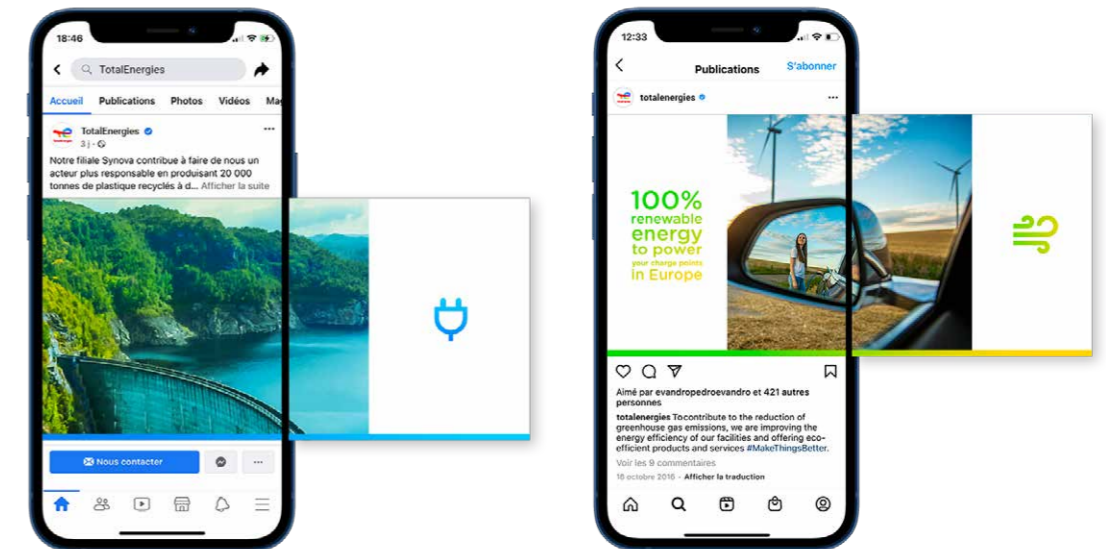 18:46
TotalEnergies
Accueil Publications Photos Vidéos Ma
TotalEnergies
3 j
Notre filiale Synova contribue à faire de nous un
acteur plus responsable en produisant 20 000
tonnes de plastique recyclés à d... Afficher la suite
Nous contacter
12:33
Publications S'abonner
totalenergies
100%
renewable
energy
to power
your charge points
in Europe
Aimé par evandropedroevandro et 421 autres
personnes
totalenergies Tocontribute to the reduction of
greenhouse gas emissions, we are improving the
energy efficiency of our facilities and offering eco-
efficient products and services #MakeThingsBetter.
Voir les 9 commentaires
16 octobre 2016 - Afficher la traduction